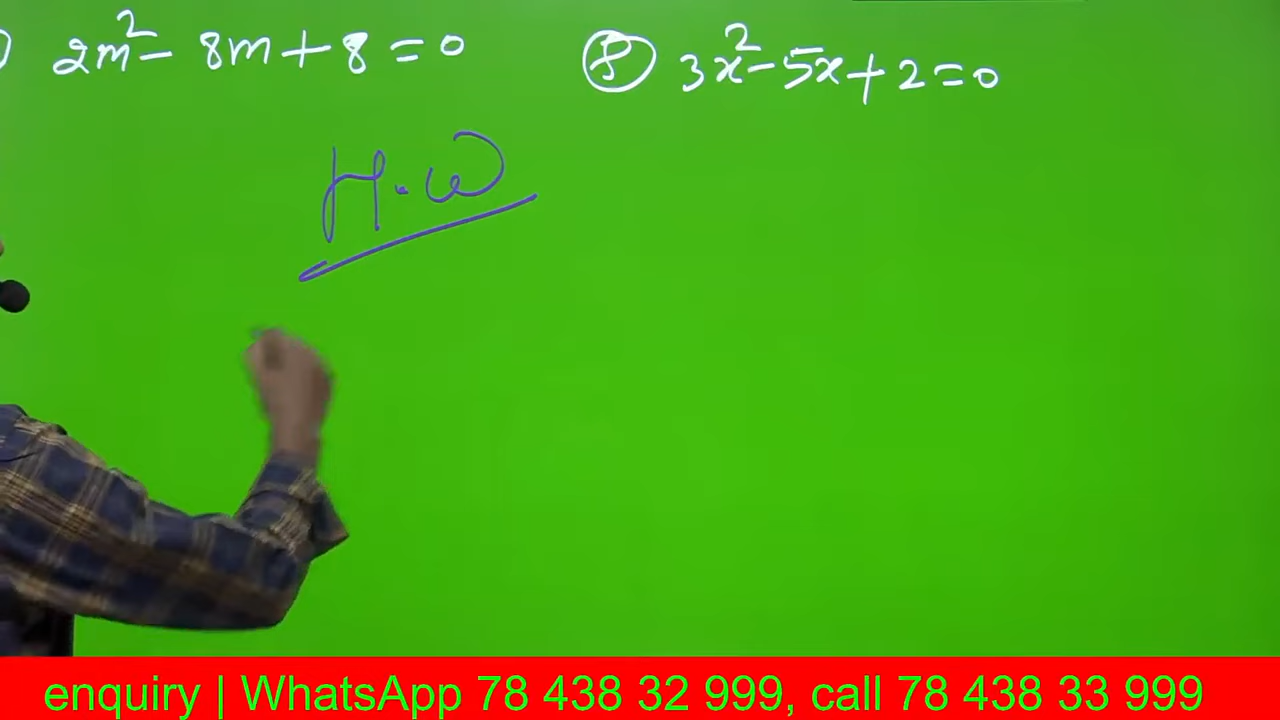 ) 2m² - 8m + 8 = 0
⑧ 3x² - 5x + 2 = 0
H.W
enquiry | WhatsApp 78 438 32 999, call 78 438 33 999